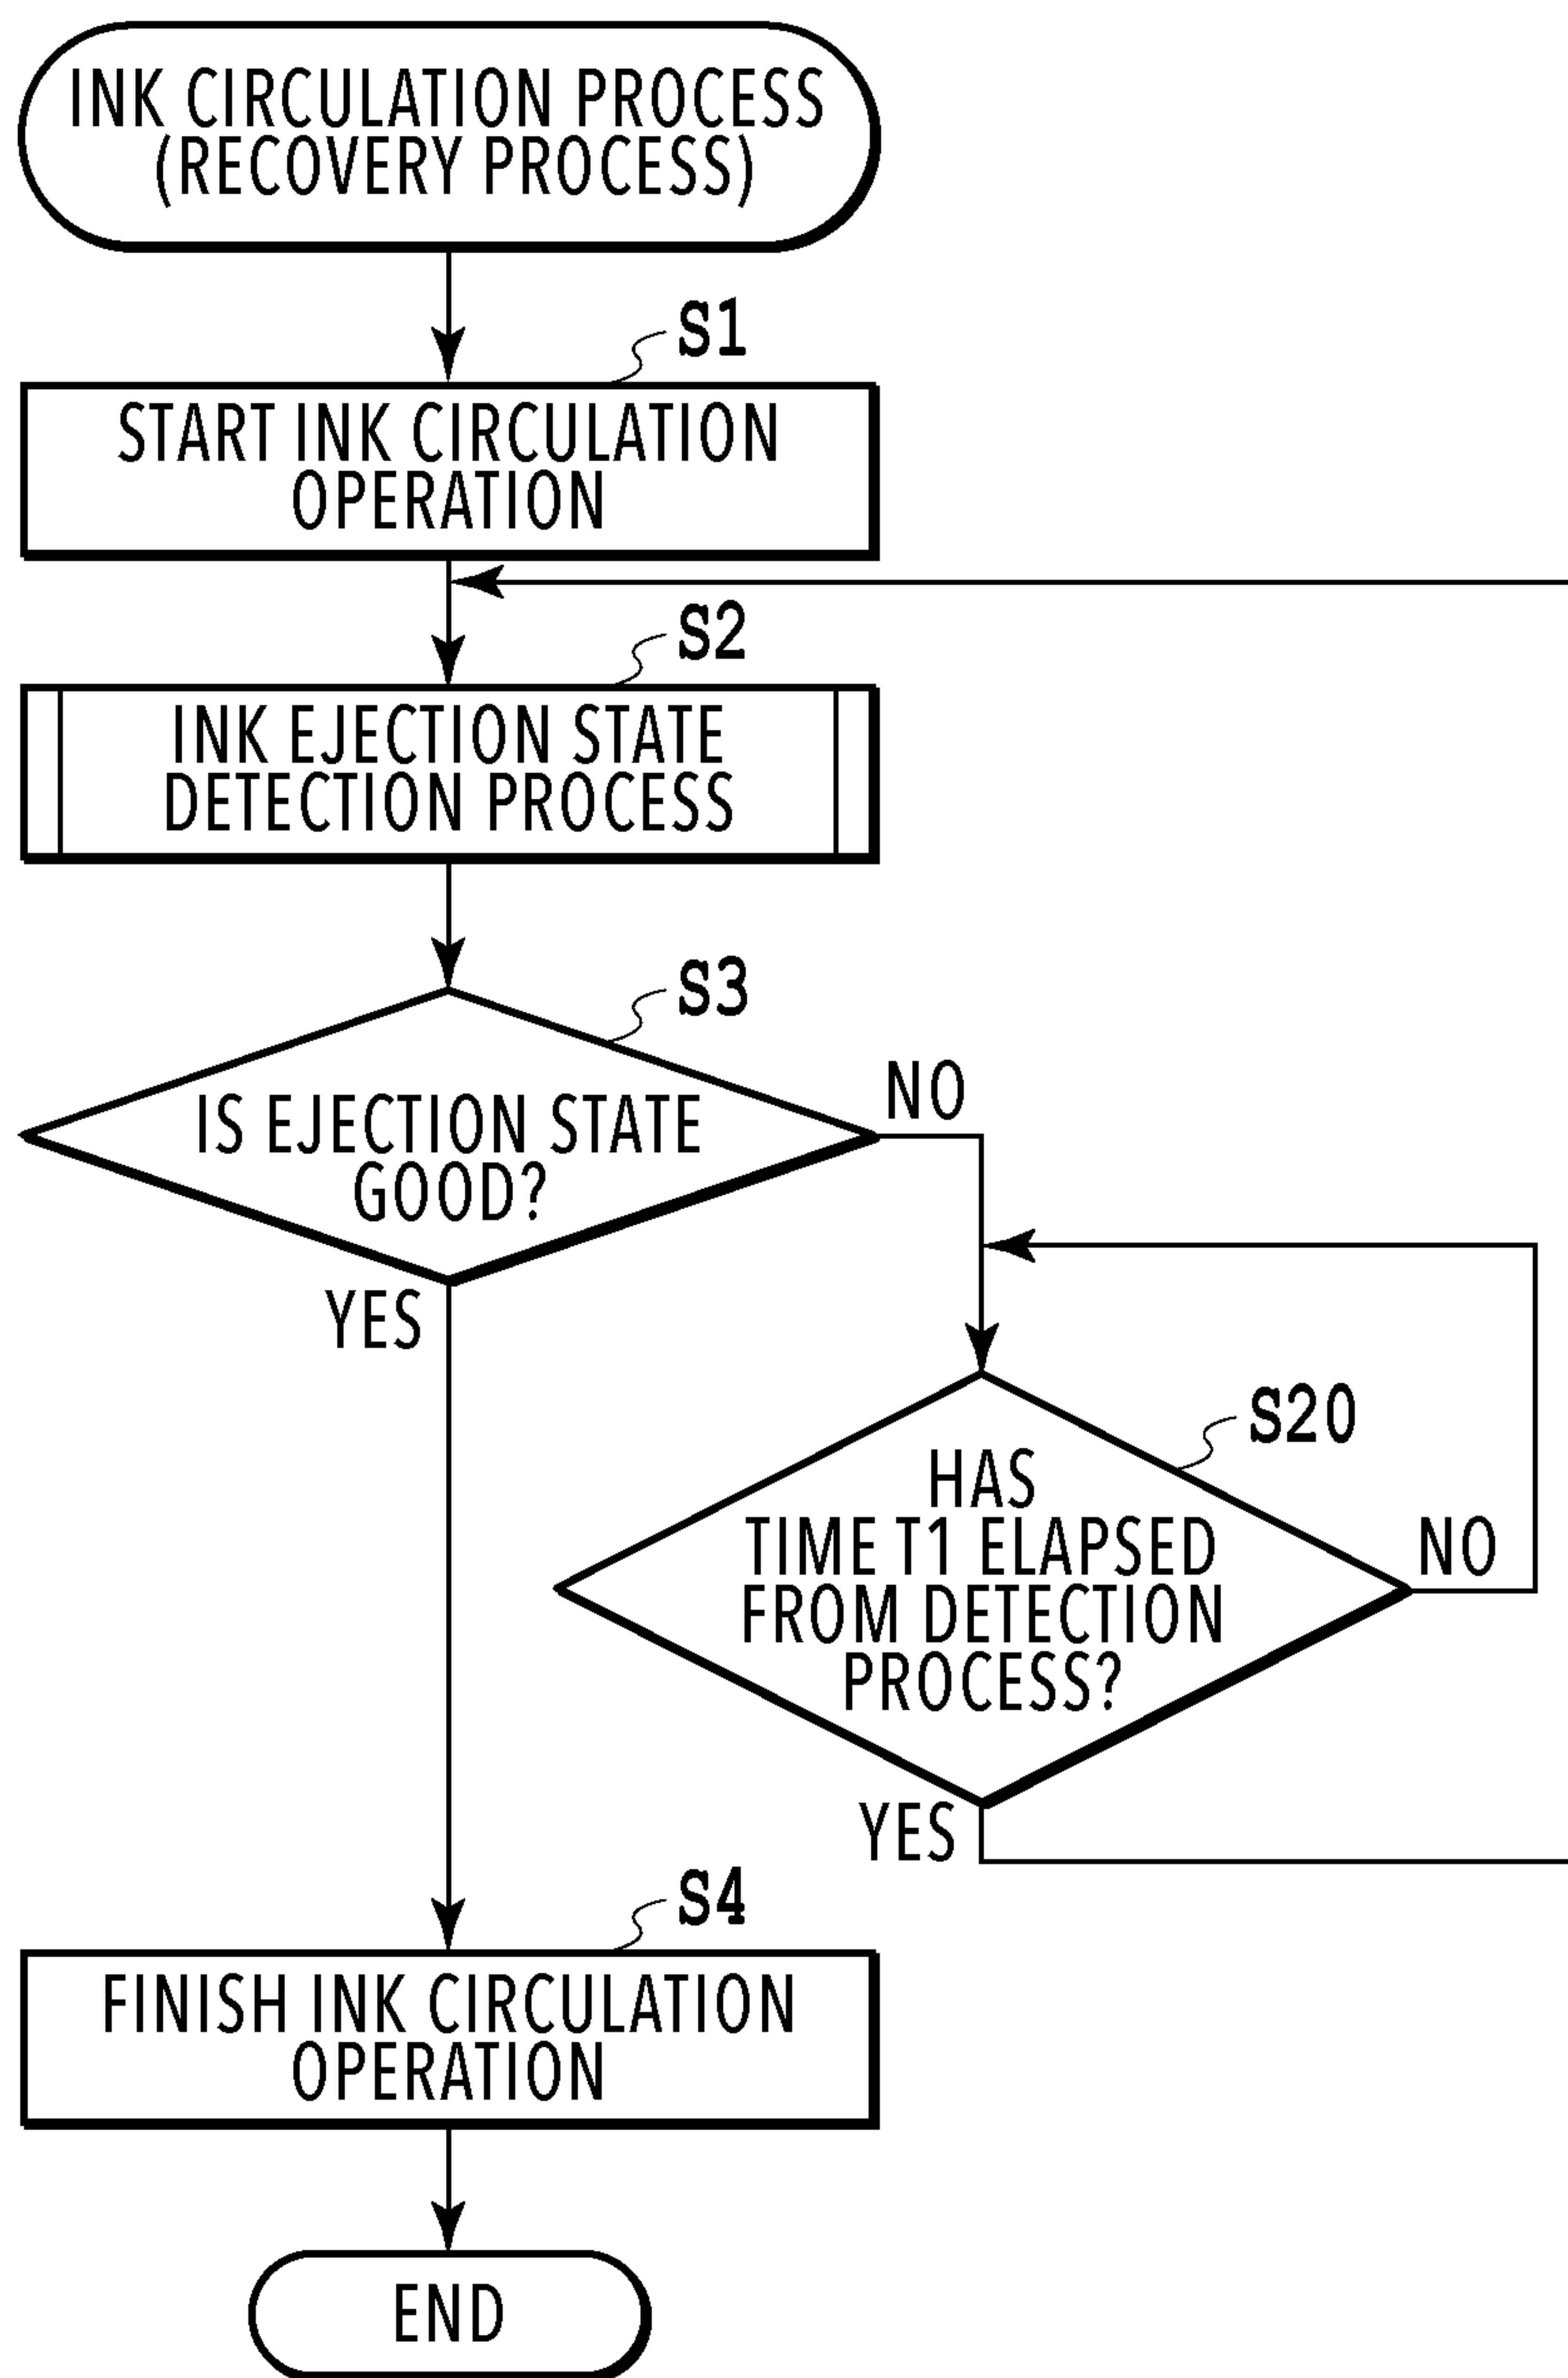 INK CIRCULATION PROCESS
(RECOVERY PROCESS)
S1
START INK CIRCULATION
OPERATION
S2
INK EJECTION STATE
DETECTION PROCESS
S3
IS EJECTION STATE
GOOD?
NO
YES
S20
HAS
TIME T1 ELAPSED
FROM DETECTION
PROCESS?
NO
YES
S4
FINISH INK CIRCULATION
OPERATION
END